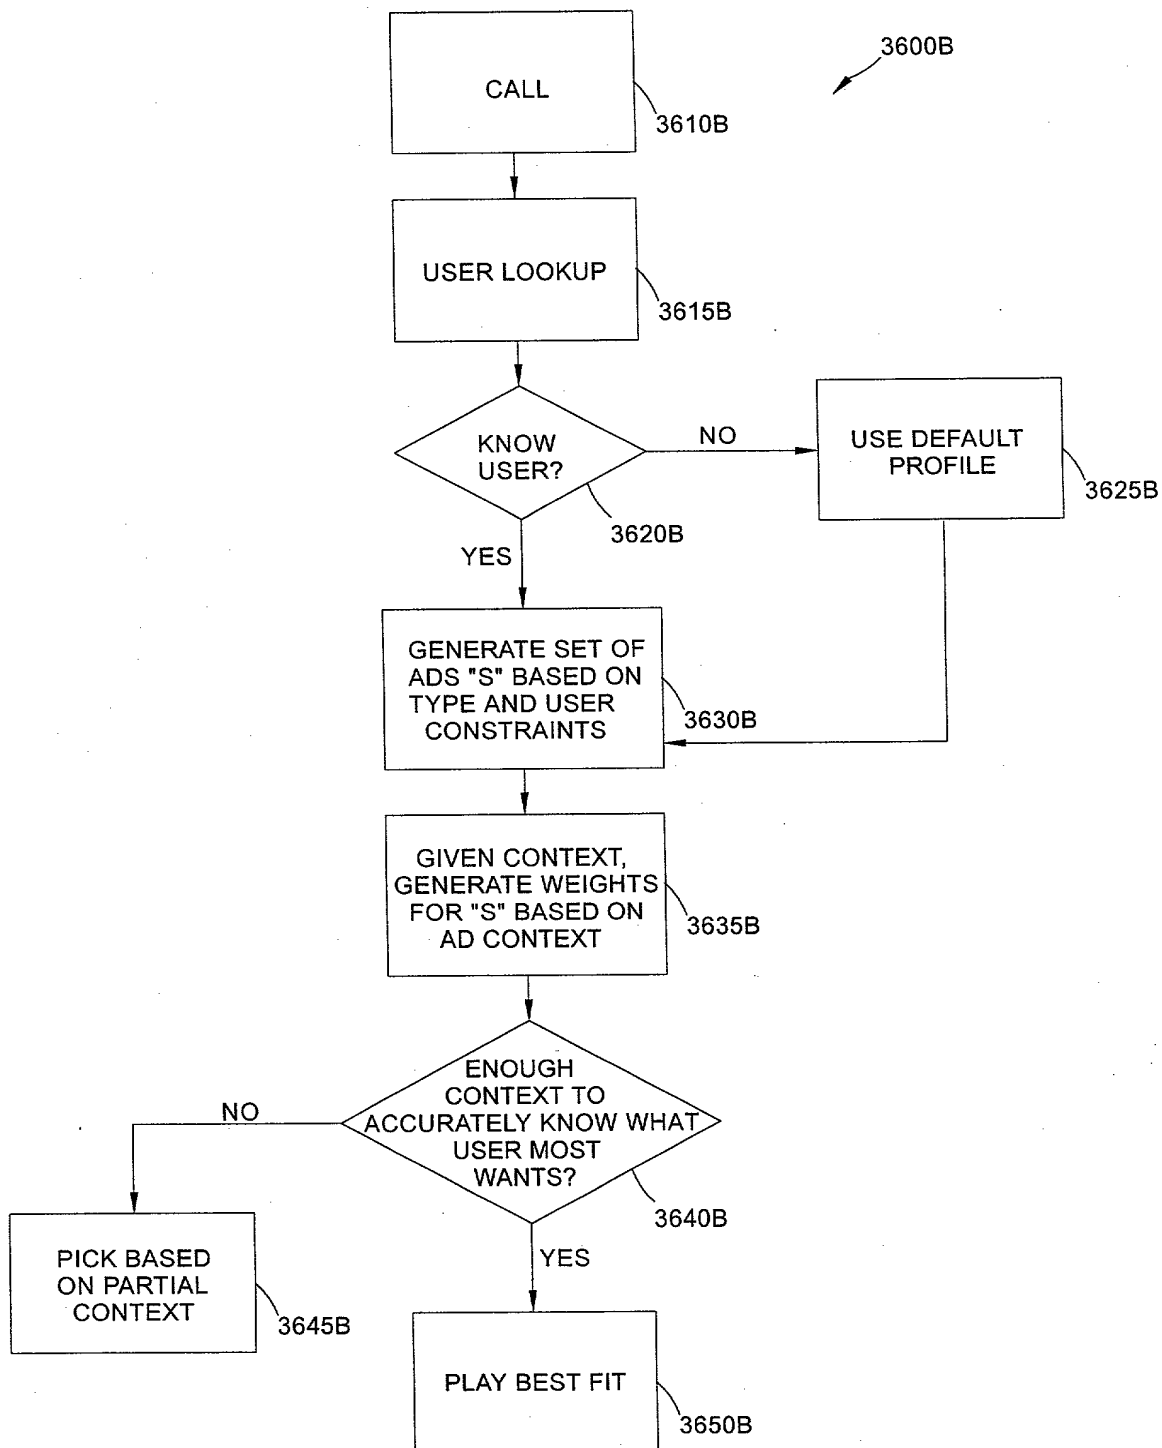 3600B
CALL
3610B
USER LOOKUP
3615B
KNOW
USER?
3620B
NO
USE DEFAULT
PROFILE
3625B
YES
GENERATE SET OF
ADS "S" BASED ON
TYPE AND USER
CONSTRAINTS
3630B
GIVEN CONTEXT,
GENERATE WEIGHTS
FOR "S" BASED ON
AD CONTEXT
3635B
ENOUGH
CONTEXT TO
ACCURATELY KNOW WHAT
USER MOST
WANTS?
3640B
NO
PICK BASED
ON PARTIAL
CONTEXT
3645B
YES
PLAY BEST FIT
3650B